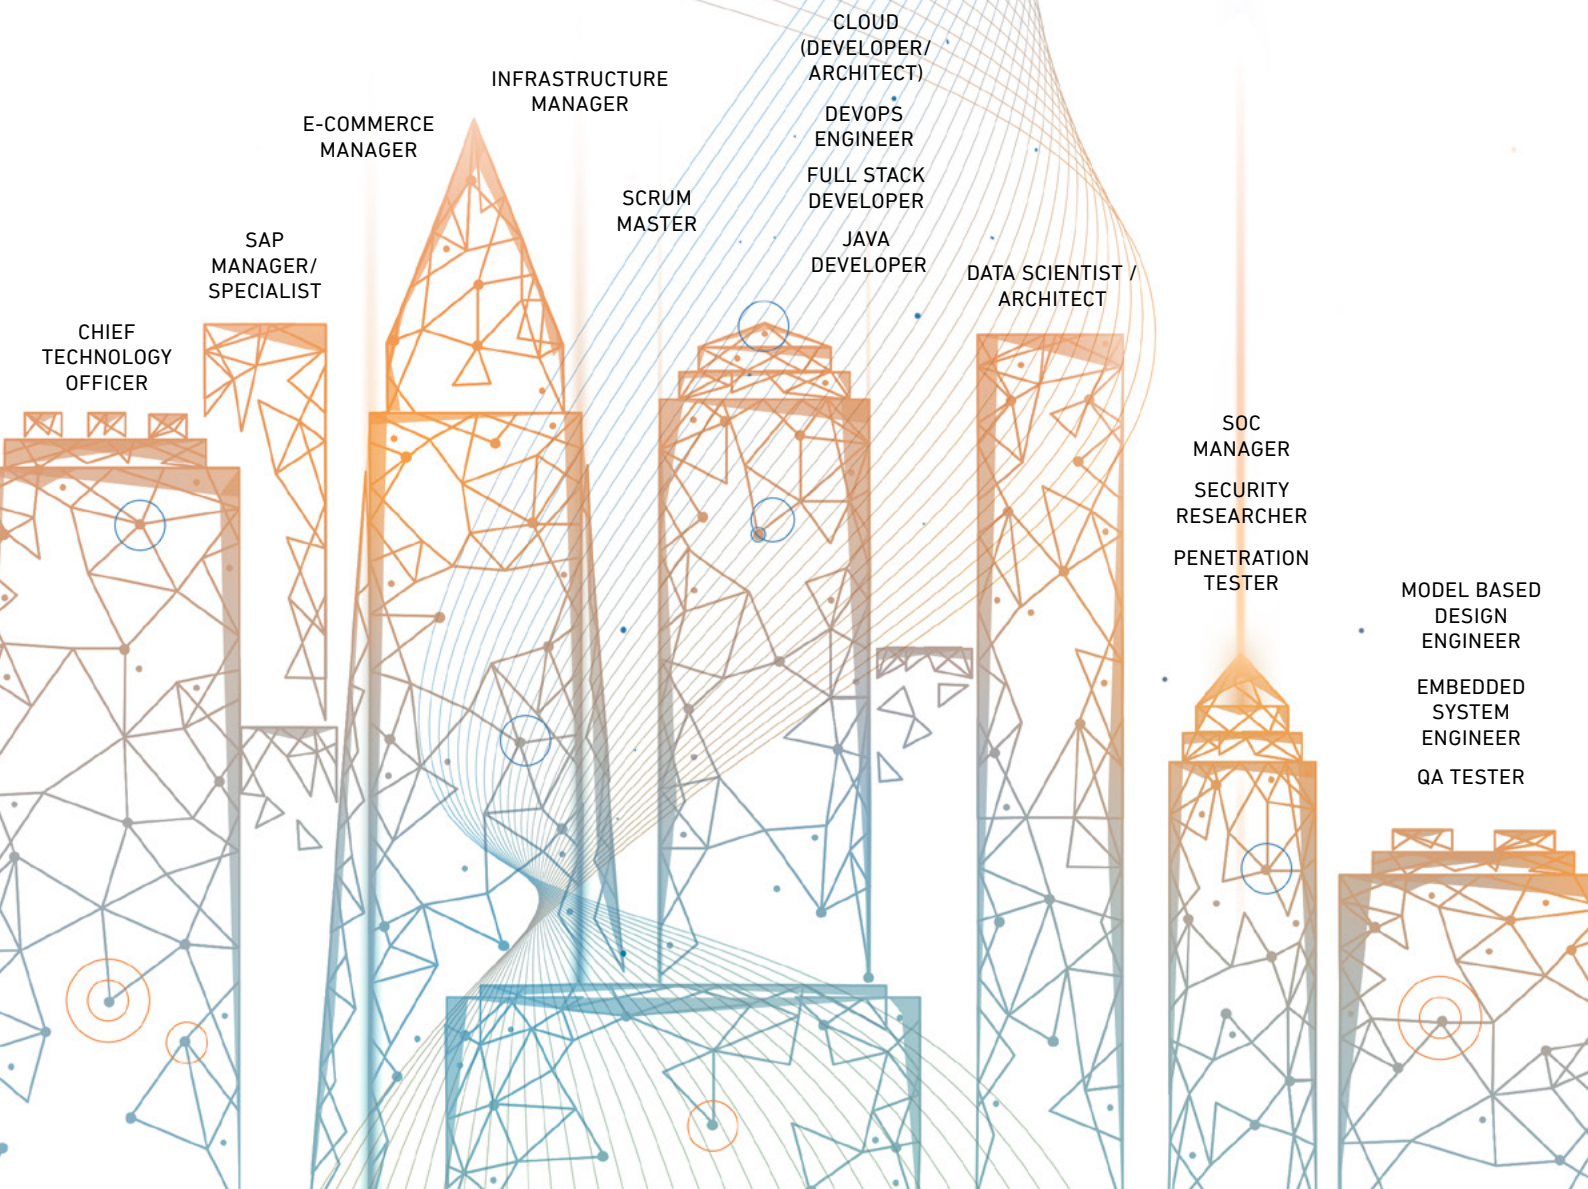 CHIEF
TECHNOLOGY
OFFICER
SAP
MANAGER/
SPECIALIST
E-COMMERCE
MANAGER
INFRASTRUCTURE
MANAGER
SCRUM
MASTER
CLOUD
(DEVELOPER/
ARCHITECT)
DEVOPS
ENGINEER
FULL STACK
DEVELOPER
JAVA
DEVELOPER
DATA SCIENTIST /
ARCHITECT
SOC
MANAGER
SECURITY
RESEARCHER
PENETRATION
TESTER
MODEL BASED
DESIGN
ENGINEER
EMBEDDED
SYSTEM
ENGINEER
QA TESTER